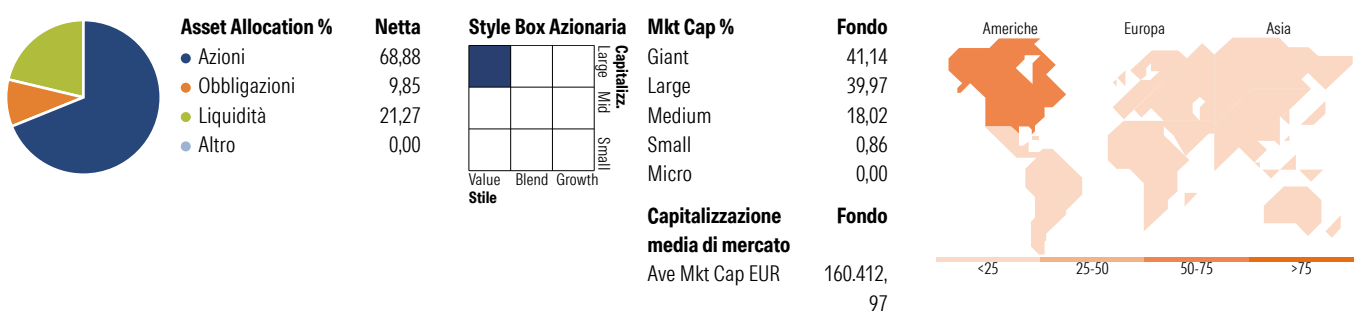 Asset Allocation % Netta
Azioni 68,88
Obbligazioni 9,85
Liquidità 21,27
Altro 0,00
Style Box Azionaria
Large Mid Small
Capitalizz.
Value Blend Growth
Stile
Mkt Cap % Fondo
Giant 41,14
Large 39,97
Medium 18,02
Small 0,86
Micro 0,00
Capitalizzazione Fondo
media di mercato
Ave Mkt Cap EUR 160.412,
97
Americhe Europa Asia
<25 25-50 50-75 >75